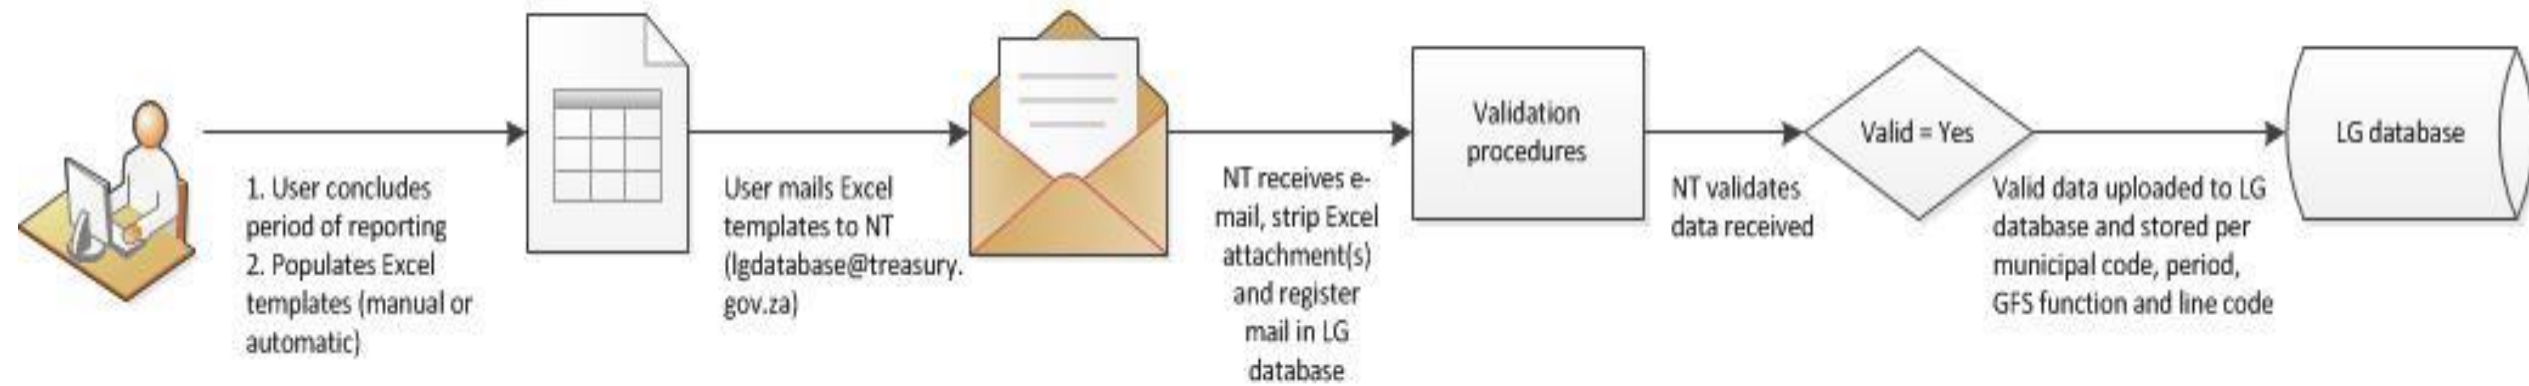 1. User concludes
period of reporting
2. Populates Excel
templates (manual or
automatic)
User mails Excel
templates to NT
(lgdatabase@treasury.
gov.za)
NT receives e-
mail, strip Excel
attachment(s)
and register
mail in LG
database
Validation
procedures
NT validates
data received
Valid = Yes
Valid data uploaded to LG
database and stored per
municipal code, period,
GFS function and line code
LG database